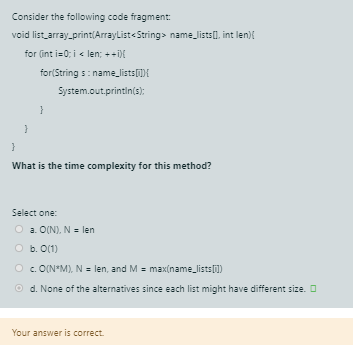 Consider the following code fragment:
void list_array_print(ArrayList<String> name_lists[], int len){
for (int i=0; i < len; ++i){
for(String s : name_lists[i]){
System.out.println(s);
}
}
}
What is the time complexity for this method?
Select one:
a. O(N), N = len
b. O(1)
c. O(N*M), N = len, and M = max(name_lists[i])
d. None of the alternatives since each list might have different size.
Your answer is correct.